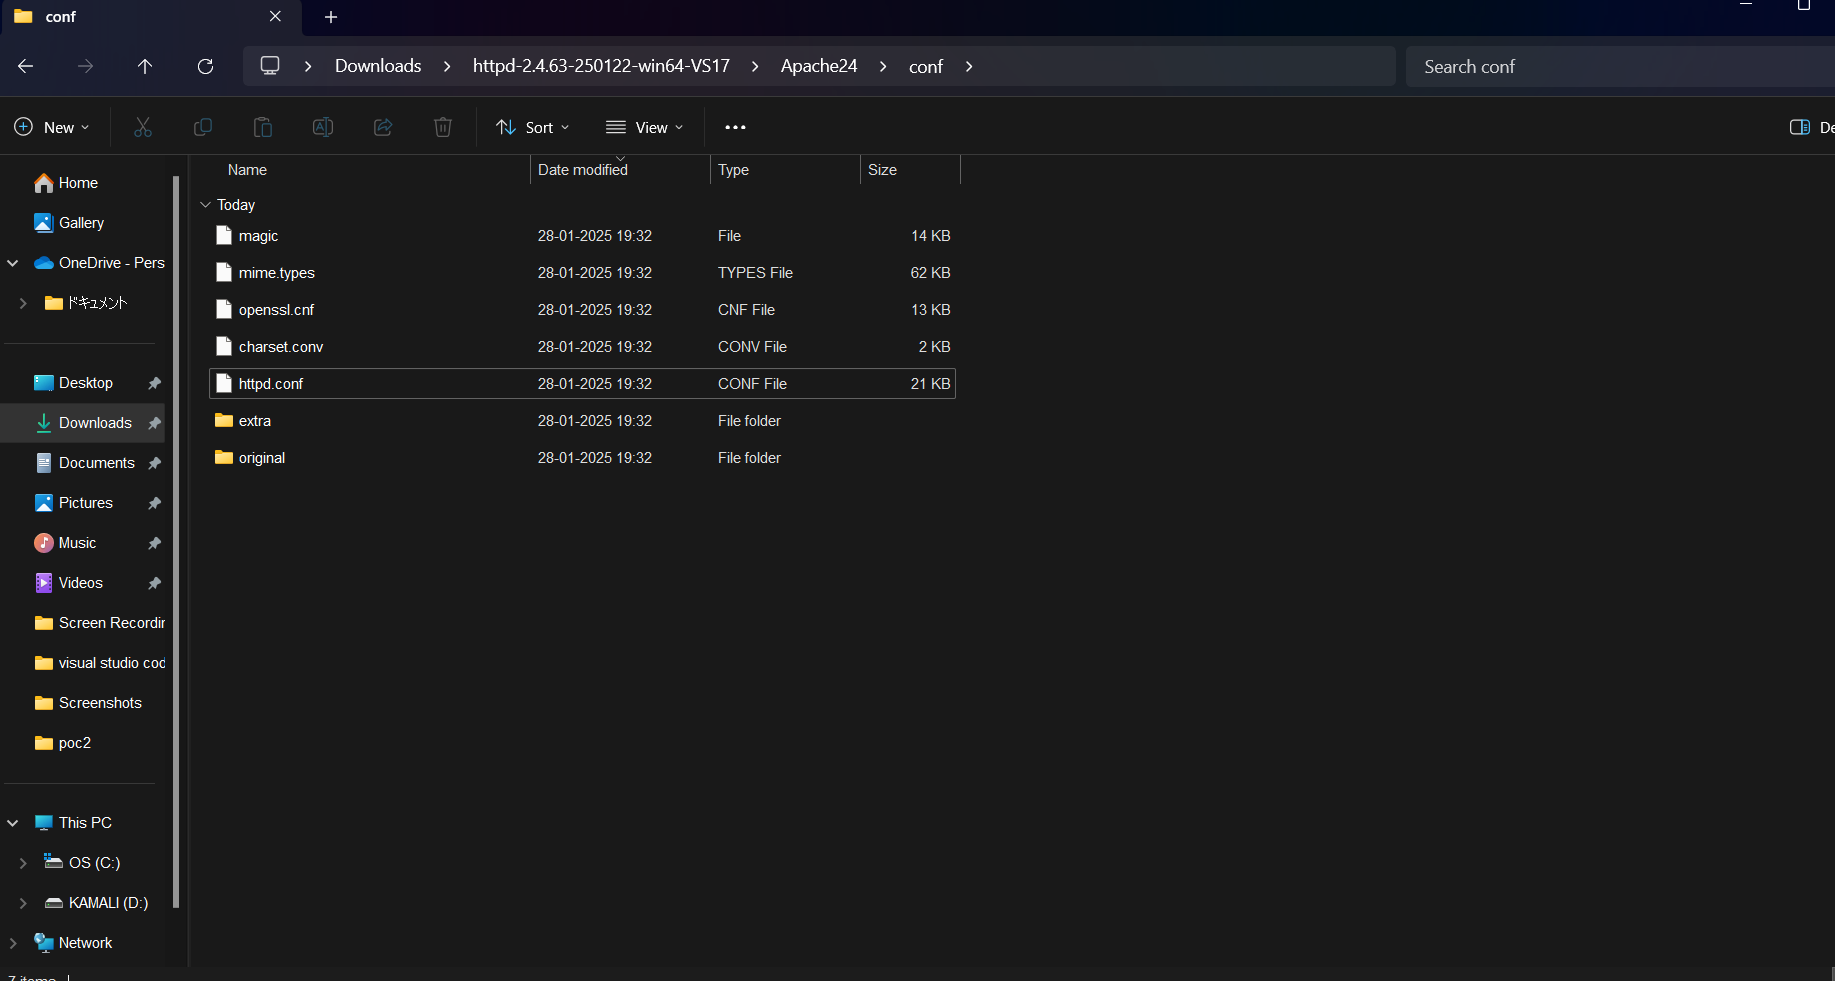 conf
Downloads > httpd-2.4.63-250122-win64-VS17 > Apache24 > conf >
Search conf
New
Sort
View
Name Date modified Type Size
Today
magic 28-01-2025 19:32 File 14 KB
mime.types 28-01-2025 19:32 TYPES File 62 KB
openssl.cnf 28-01-2025 19:32 CNF File 13 KB
charset.conv 28-01-2025 19:32 CONV File 2 KB
httpd.conf 28-01-2025 19:32 CONF File 21 KB
extra 28-01-2025 19:32 File folder
original 28-01-2025 19:32 File folder
Home
Gallery
OneDrive - Pers
ドキュメント
Desktop
Downloads
Documents
Pictures
Music
Videos
Screen Recordin
visual studio cod
Screenshots
poc2
This PC
OS (C:)
KAMALI (D:)
Network
7 items